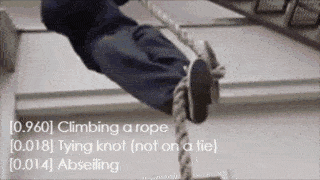 [0.960] Climbing a rope
[0.018] Tying knot (not on a tie)
[0.014] Abseiling